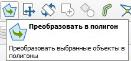 Преобразовать в полигон
Преобразовать выбранные объекты в
полигоны